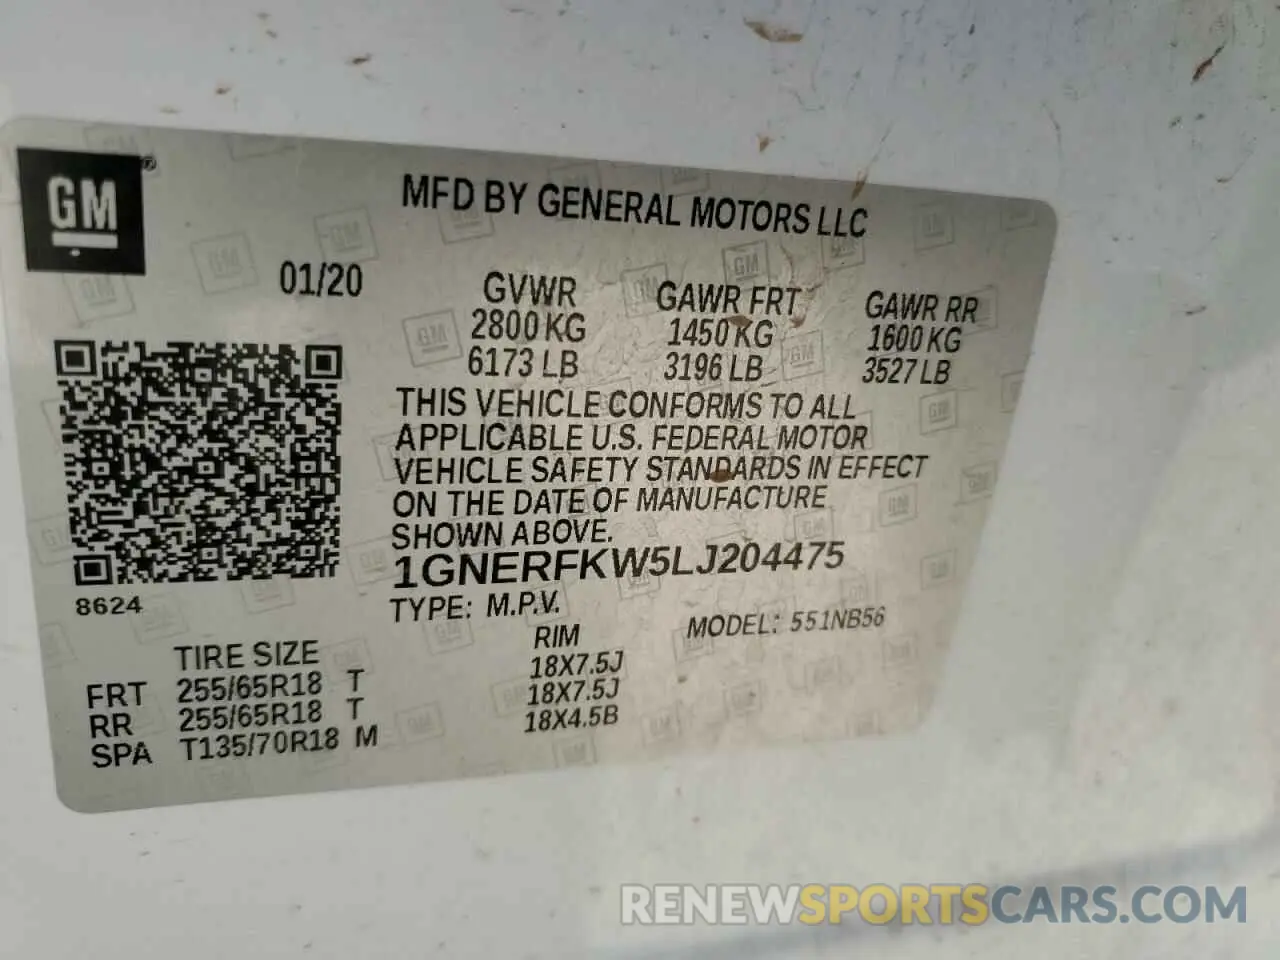 GM®
MFD BY GENERAL MOTORS LLC
01/20
GVWR GAWR FRT GAWR RR
2800 KG 1450 KG 1600 KG
6173 LB 3196 LB 3527 LB
THIS VEHICLE CONFORMS TO ALL
APPLICABLE U.S. FEDERAL MOTOR
VEHICLE SAFETY STANDARDS IN EFFECT
ON THE DATE OF MANUFACTURE
SHOWN ABOVE.
1GNERFKW5LJ204475
8624
TYPE: M.P.V. MODEL: 551NB56
TIRE SIZE RIM
FRT 255/65R18 T 18X7.5J
RR 255/65R18 T 18X7.5J
SPA T135/70R18 M 18X4.5B
RENEWSPORTSCARS.COM